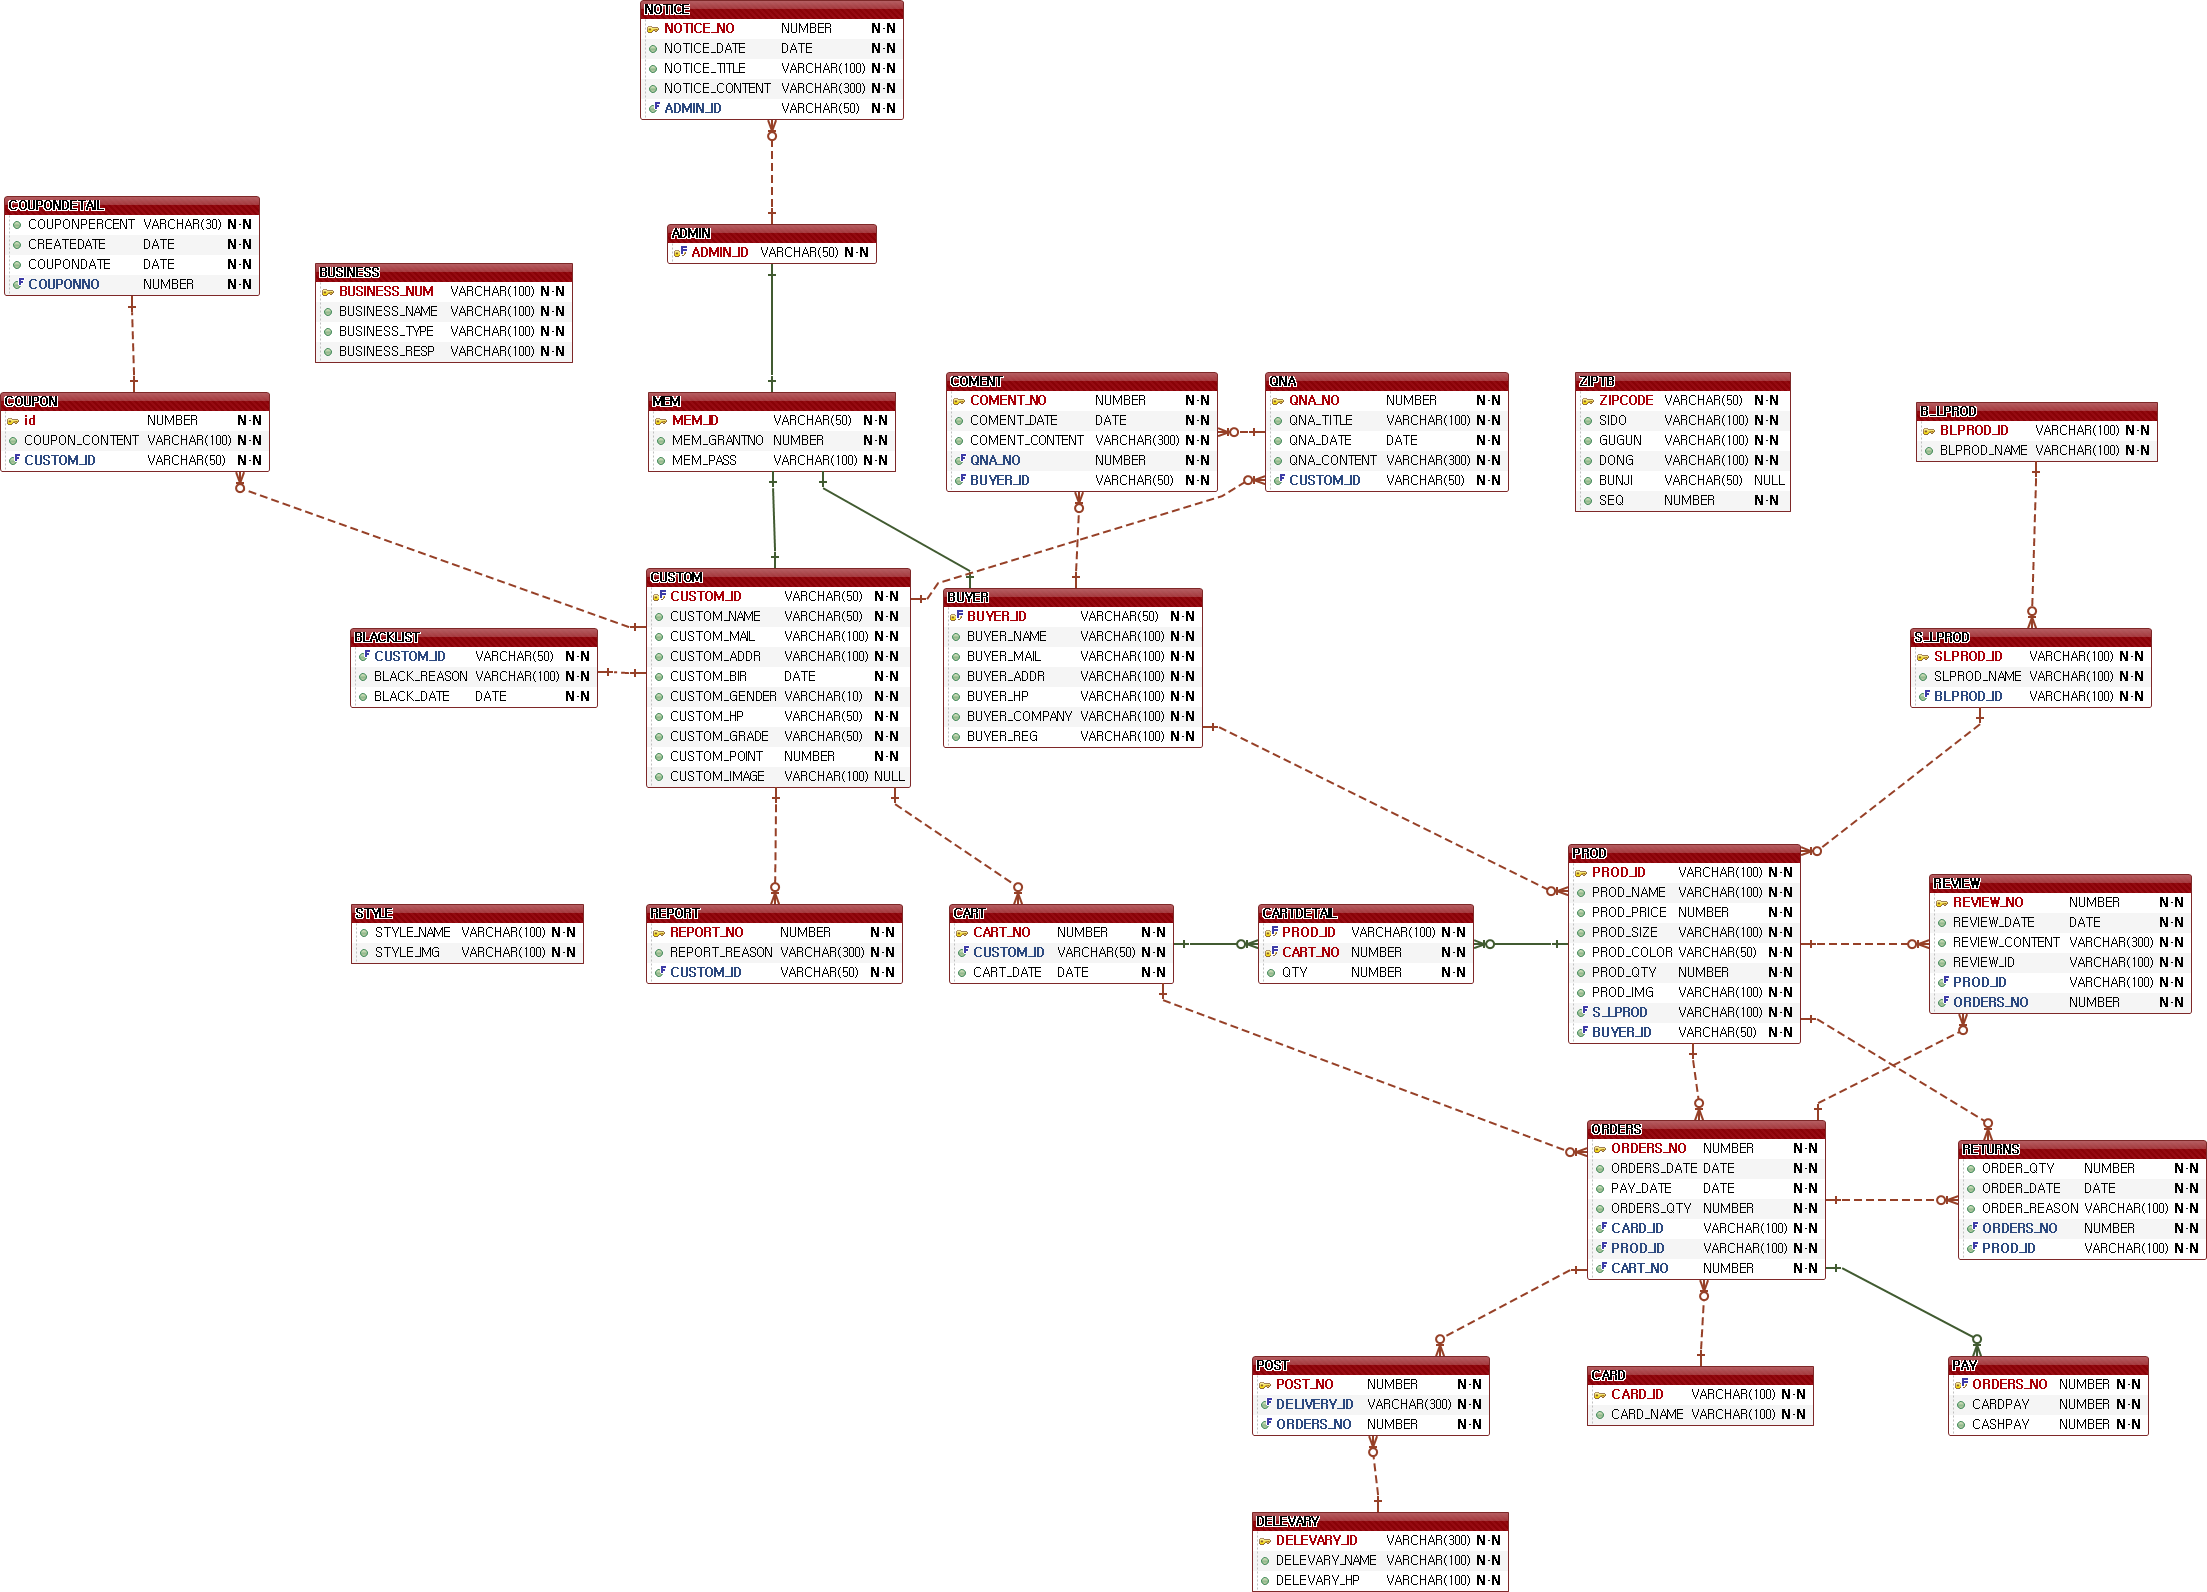 NOTICE
NOTICE_NO NUMBER N-N
NOTICE_DATE DATE N-N
NOTICE_TITLE VARCHAR(100) N-N
NOTICE_CONTENT VARCHAR(300) N-N
ADMIN_ID VARCHAR(50) N-N
COUPONDETAIL
COUPONPERCENT VARCHAR(30) N-N
CREATEDATE DATE N-N
COUPONDATE DATE N-N
COUPONNO NUMBER N-N
ADMIN
ADMIN_ID VARCHAR(50) N-N
BUSINESS
BUSINESS_NUM VARCHAR(100) N-N
BUSINESS_NAME VARCHAR(100) N-N
BUSINESS_TYPE VARCHAR(100) N-N
BUSINESS_RESP VARCHAR(100) N-N
COUPON
id NUMBER N-N
COUPON_CONTENT VARCHAR(100) N-N
CUSTOM_ID VARCHAR(50) N-N
MEM
MEM_ID VARCHAR(50) N-N
MEM_GRANTNO NUMBER N-N
MEM_PASS VARCHAR(100) N-N
COMENT
COMENT_NO NUMBER N-N
COMENT_DATE DATE N-N
COMENT_CONTENT VARCHAR(300) N-N
QNA_NO NUMBER N-N
BUYER_ID VARCHAR(50) N-N
QNA
QNA_NO NUMBER N-N
QNA_TITLE VARCHAR(100) N-N
QNA_DATE DATE N-N
QNA_CONTENT VARCHAR(300) N-N
CUSTOM_ID VARCHAR(50) N-N
ZIPTB
ZIPCODE VARCHAR(50) N-N
SIDO VARCHAR(100) N-N
GUGUN VARCHAR(100) N-N
DONG VARCHAR(100) N-N
BUNJI VARCHAR(50) NULL
SEQ NUMBER N-N
B_LPROD
BLPROD_ID VARCHAR(100) N-N
BLPROD_NAME VARCHAR(100) N-N
CUSTOM
CUSTOM_ID VARCHAR(50) N-N
CUSTOM_NAME VARCHAR(50) N-N
CUSTOM_MAIL VARCHAR(100) N-N
CUSTOM_ADDR VARCHAR(100) N-N
CUSTOM_BIR DATE N-N
CUSTOM_GENDER VARCHAR(10) N-N
CUSTOM_HP VARCHAR(50) N-N
CUSTOM_GRADE VARCHAR(50) N-N
CUSTOM_POINT NUMBER N-N
CUSTOM_IMAGE VARCHAR(100) NULL
BUYER
BUYER_ID VARCHAR(50) N-N
BUYER_NAME VARCHAR(100) N-N
BUYER_MAIL VARCHAR(100) N-N
BUYER_ADDR VARCHAR(100) N-N
BUYER_HP VARCHAR(100) N-N
BUYER_COMPANY VARCHAR(100) N-N
BUYER_REG VARCHAR(100) N-N
BLACKLIST
CUSTOM_ID VARCHAR(50) N-N
BLACK_REASON VARCHAR(100) N-N
BLACK_DATE DATE N-N
S_LPROD
SLPROD_ID VARCHAR(100) N-N
SLPROD_NAME VARCHAR(100) N-N
BLPROD_ID VARCHAR(100) N-N
STYLE
STYLE_NAME VARCHAR(100) N-N
STYLE_IMG VARCHAR(100) N-N
REPORT
REPORT_NO NUMBER N-N
REPORT_REASON VARCHAR(300) N-N
CUSTOM_ID VARCHAR(50) N-N
CART
CART_NO NUMBER N-N
CUSTOM_ID VARCHAR(50) N-N
CART_DATE DATE N-N
CARTDETAL
PROD_ID VARCHAR(100) N-N
CART_NO NUMBER N-N
QTY NUMBER N-N
PROD
PROD_ID VARCHAR(100) N-N
PROD_NAME VARCHAR(100) N-N
PROD_PRICE NUMBER N-N
PROD_SIZE VARCHAR(100) N-N
PROD_COLOR VARCHAR(50) N-N
PROD_QTY NUMBER N-N
PROD_IMG VARCHAR(100) N-N
S_LPROD VARCHAR(100) N-N
BUYER_ID VARCHAR(50) N-N
REVIEW
REVIEW_NO NUMBER N-N
REVIEW_DATE DATE N-N
REVIEW_CONTENT VARCHAR(300) N-N
REVIEW_ID VARCHAR(100) N-N
PROD_ID VARCHAR(100) N-N
ORDERS_NO NUMBER N-N
ORDERS
ORDERS_NO NUMBER N-N
ORDERS_DATE DATE N-N
PAY_DATE DATE N-N
ORDERS_QTY NUMBER N-N
CARD_ID VARCHAR(100) N-N
PROD_ID VARCHAR(100) N-N
CART_NO NUMBER N-N
RETURNS
ORDER_QTY NUMBER N-N
ORDER_DATE DATE N-N
ORDER_REASON VARCHAR(100) N-N
ORDERS_NO NUMBER N-N
PROD_ID VARCHAR(100) N-N
POST
POST_NO NUMBER N-N
DELIVERY_ID VARCHAR(300) N-N
ORDERS_NO NUMBER N-N
CARD
CARD_ID VARCHAR(100) N-N
CARD_NAME VARCHAR(100) N-N
PAY
ORDERS_NO NUMBER N-N
CARDPAY NUMBER N-N
CASHPAY NUMBER N-N
DELEVARY
DELEVARY_ID VARCHAR(300) N-N
DELEVARY_NAME VARCHAR(100) N-N
DELEVARY_HP VARCHAR(100) N-N